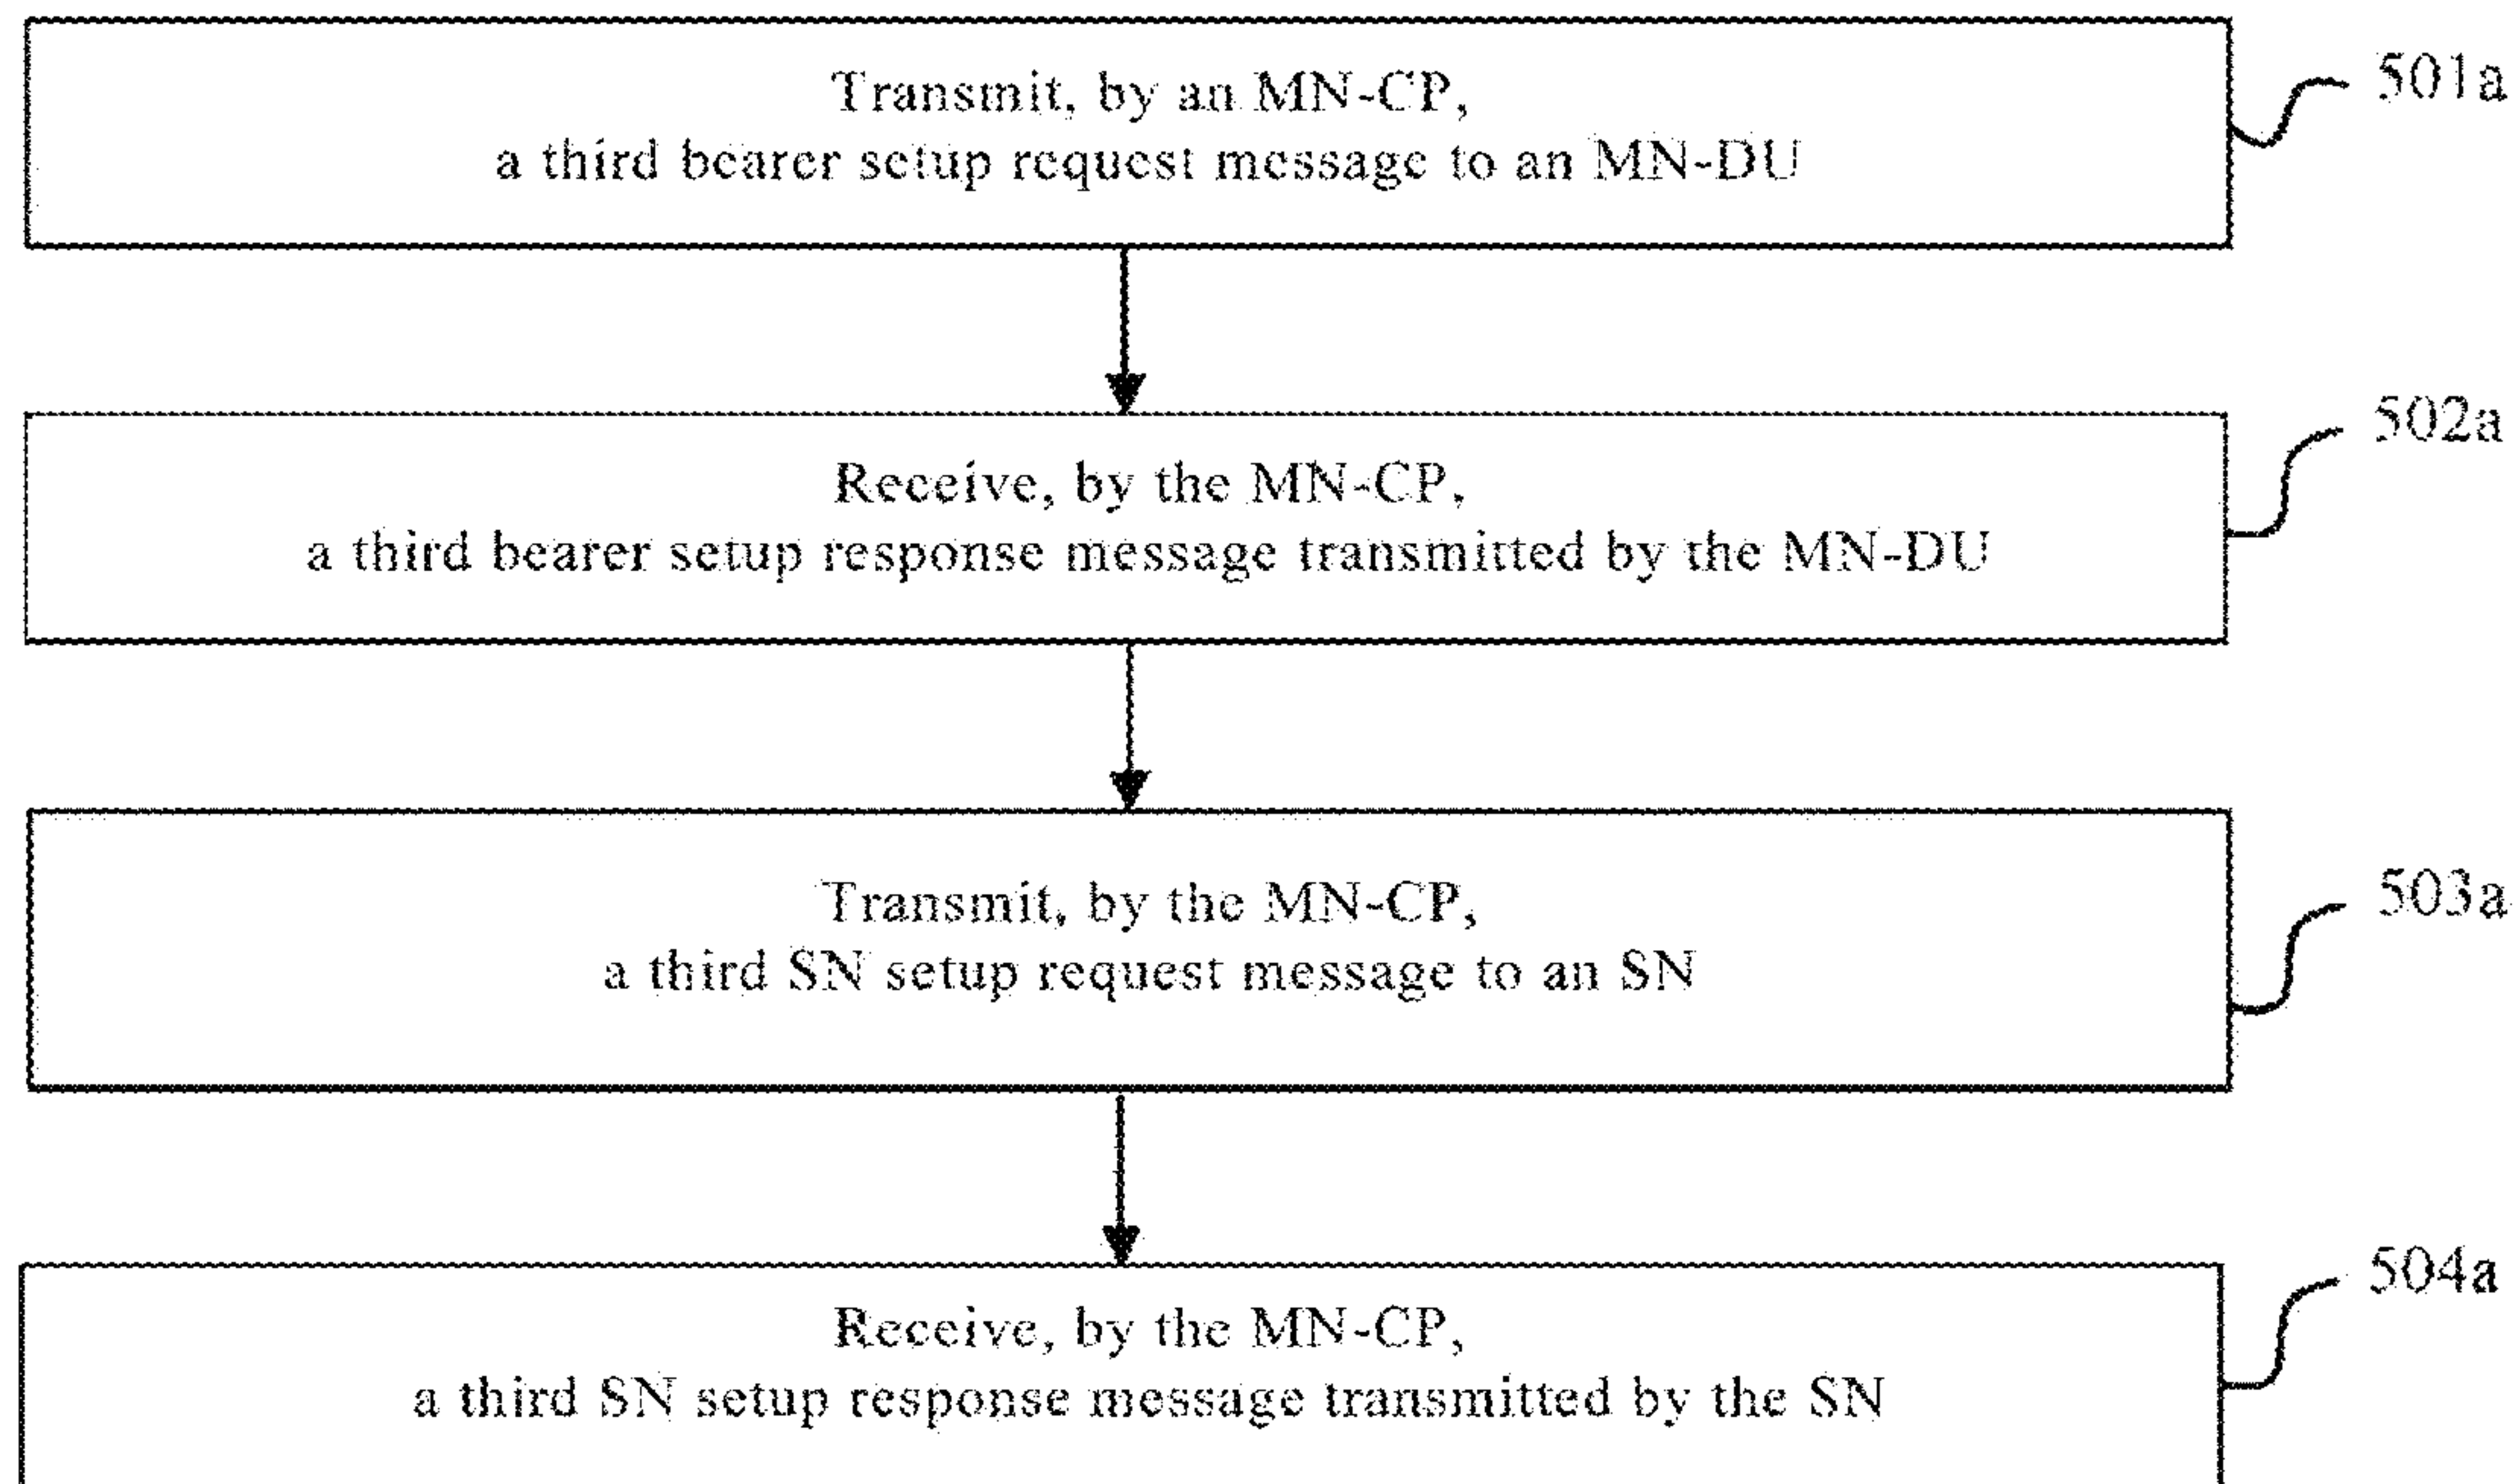 Transmit, by an MN-CP,
a third bearer setup request message to an MN-DU
501a
Receive, by the MN-CP,
a third bearer setup response message transmitted by the MN-DU
502a
Transmit, by the MN-CP,
a third SN setup request message to an SN
503a
Receive, by the MN-CP,
a third SN setup response message transmitted by the SN
504a